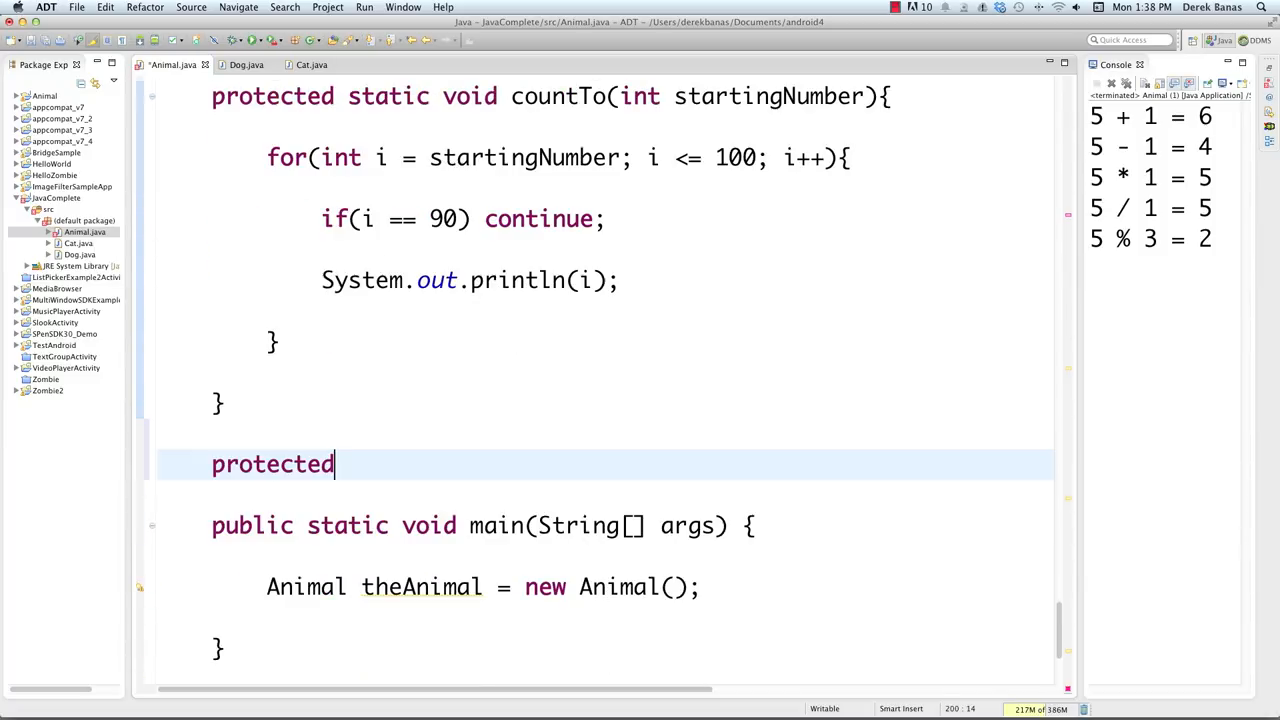 ADT File Edit Refactor Source Navigate Search Project Run Window Help
10
Mon 1:38 PM Derek Banas
Java - JavaComplete/src/Animal.java - ADT - /Users/derekbanas/Documents/android4
Quick Access
Java
DDMS
Package Exp
*Animal.java
Dog.java
Cat.java
Console
Animal
appcompat_v7
appcompat_v7_2
appcompat_v7_3
appcompat_v7_4
BridgeSample
HelloWorld
HelloZombie
ImageFilterSampleApp
JavaComplete
src
(default package)
Animal.java
Cat.java
Dog.java
JRE System Library [Ja
ListPickerExample2Activi
MediaBrowser
MultiWindowSDKExample
MusicPlayerActivity
SlookActivity
SPenSDK30_Demo
TestAndroid
TextGroupActivity
VideoPlayerActivity
Zombie
Zombie2
protected static void countTo(int startingNumber){
for(int i = startingNumber; i <= 100; i++){
if(i == 90) continue;
System.out.println(i);
}
}
protected
public static void main(String[] args) {
Animal theAnimal = new Animal();
}
<terminated> Animal (1) [Java Application] /S
5 + 1 = 6
5 - 1 = 4
5 * 1 = 5
5 / 1 = 5
5 % 3 = 2
Writable
Smart Insert
200 : 14
217M of 386M